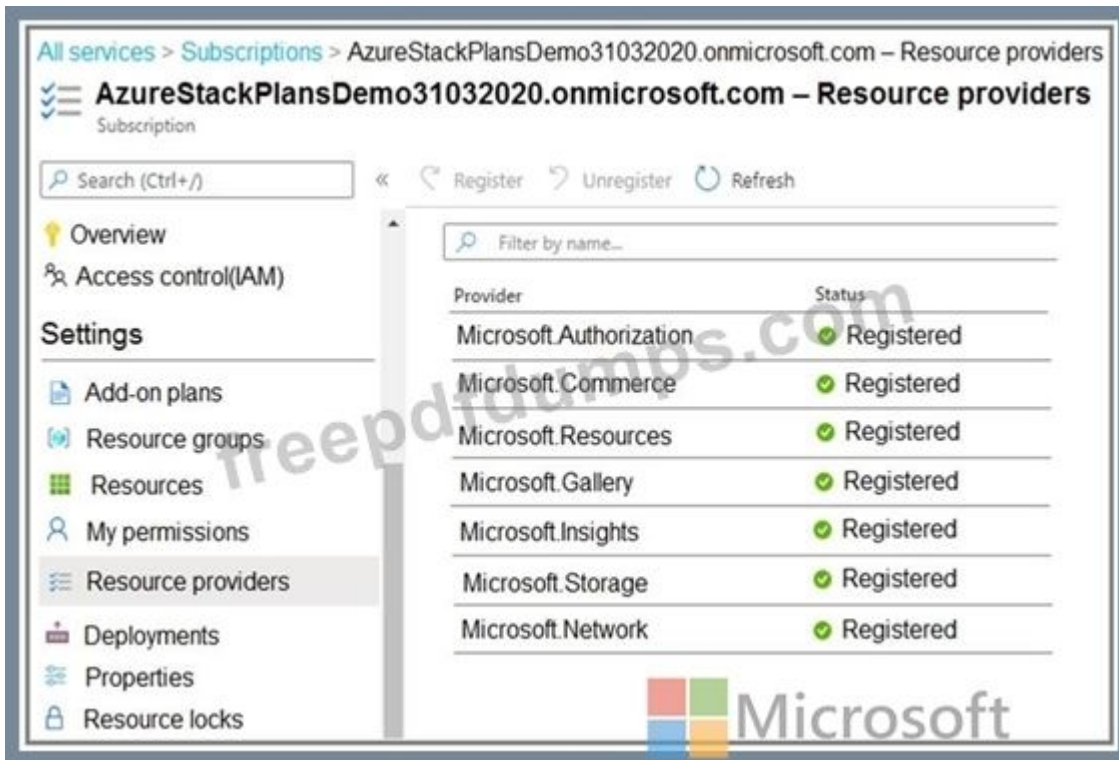 All services > Subscriptions > AzureStackPlansDemo31032020.onmicrosoft.com – Resource providers
AzureStackPlansDemo31032020.onmicrosoft.com – Resource providers
Subscription
Search (Ctrl+/)
«
Register
Unregister
Refresh
Overview
Access control(IAM)
Settings
Add-on plans
Resource groups
Resources
My permissions
Resource providers
Deployments
Properties
Resource locks
Filter by name...
Provider Status
Microsoft.Authorization Registered
Microsoft.Commerce Registered
Microsoft.Resources Registered
Microsoft.Gallery Registered
Microsoft.Insights Registered
Microsoft.Storage Registered
Microsoft.Network Registered
freepdfdumps.com
Microsoft